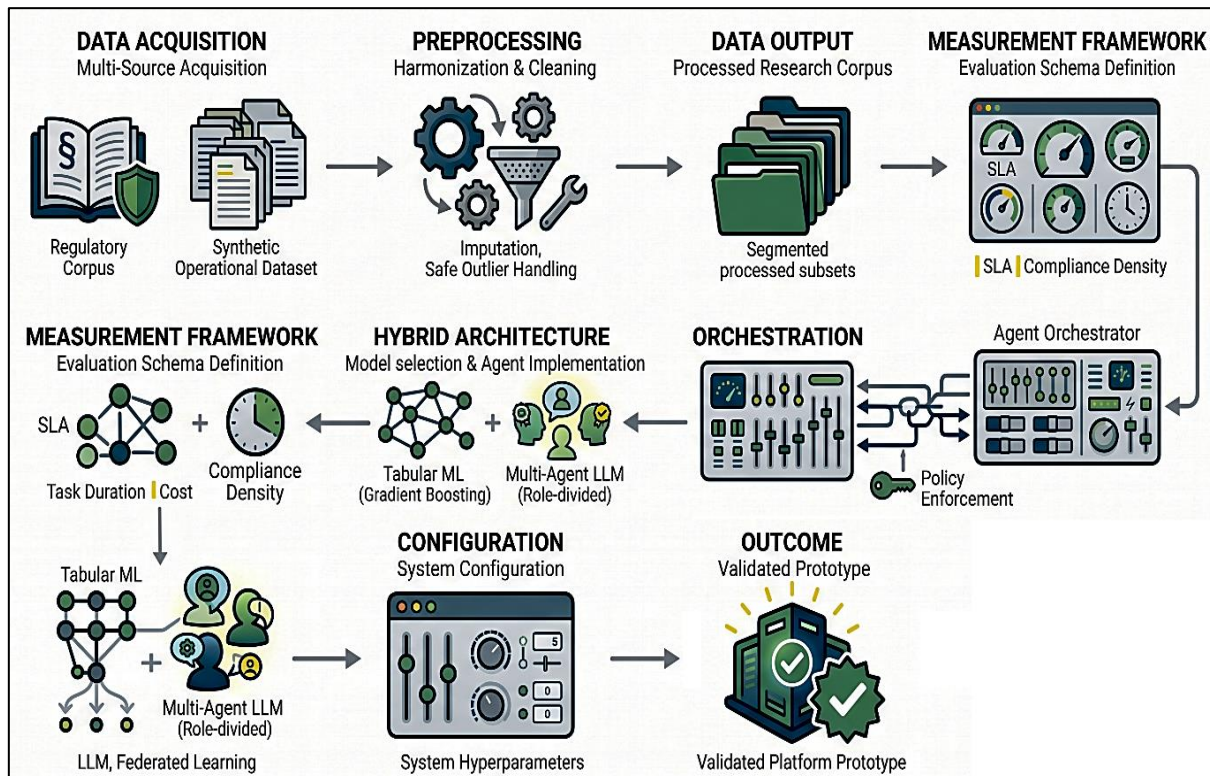 DATA ACQUISITION
Multi-Source Acquisition
§
Regulatory
Corpus
Synthetic
Operational Dataset
PREPROCESSING
Harmonization & Cleaning
Imputation,
Safe Outlier Handling
DATA OUTPUT
Processed Research Corpus
Segmented
processed subsets
MEASUREMENT FRAMEWORK
Evaluation Schema Definition
SLA
SLA Compliance Density
Agent Orchestrator
ORCHESTRATION
Policy
Enforcement
HYBRID ARCHITECTURE
Model selection & Agent Implementation
+
Tabular ML
(Gradient Boosting)
Multi-Agent LLM
(Role-divided)
MEASUREMENT FRAMEWORK
Evaluation Schema Definition
SLA
+
Compliance
Density
Task Duration Cost
Tabular ML
+
Multi-Agent LLM
(Role-divided)
LLM, Federated Learning
CONFIGURATION
System Configuration
5
0
0
System Hyperparameters
OUTCOME
Validated Prototype
Validated Platform Prototype